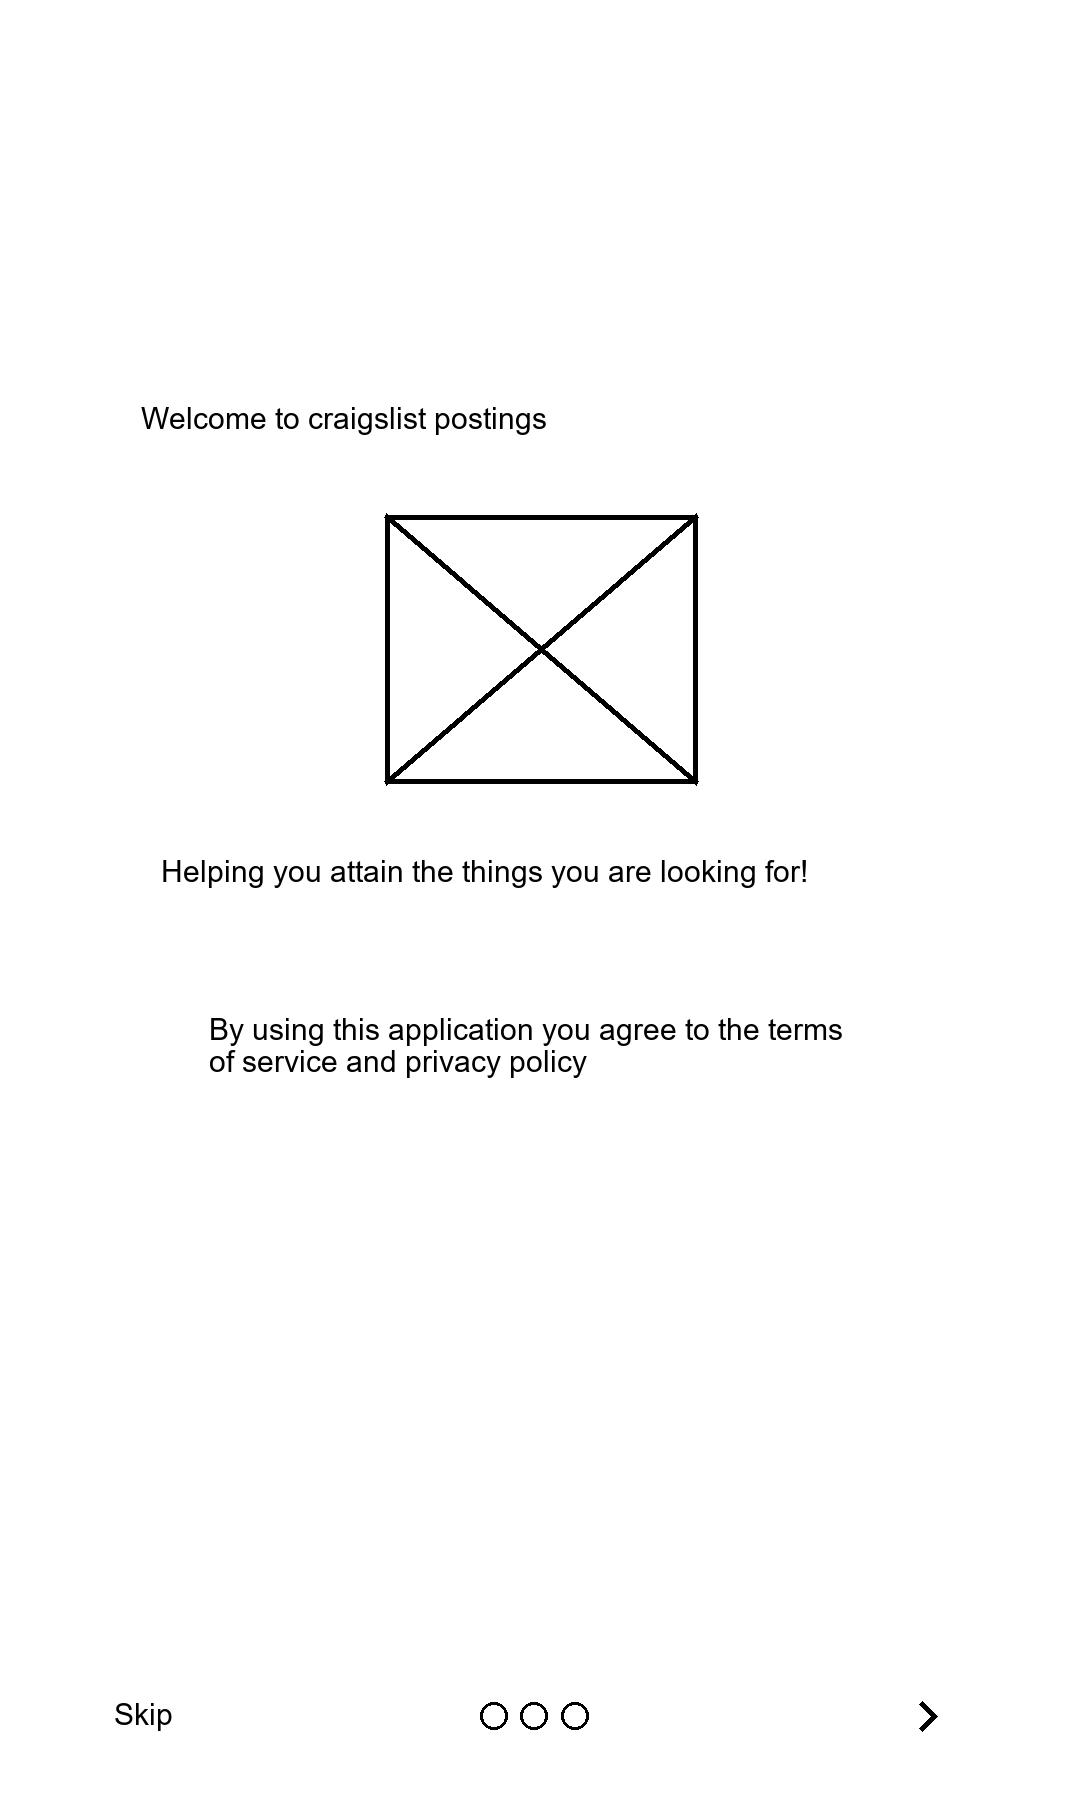 Welcome to craigslist postings
Helping you attain the things you are looking for!
By using this application you agree to the terms
of service and privacy policy
Skip